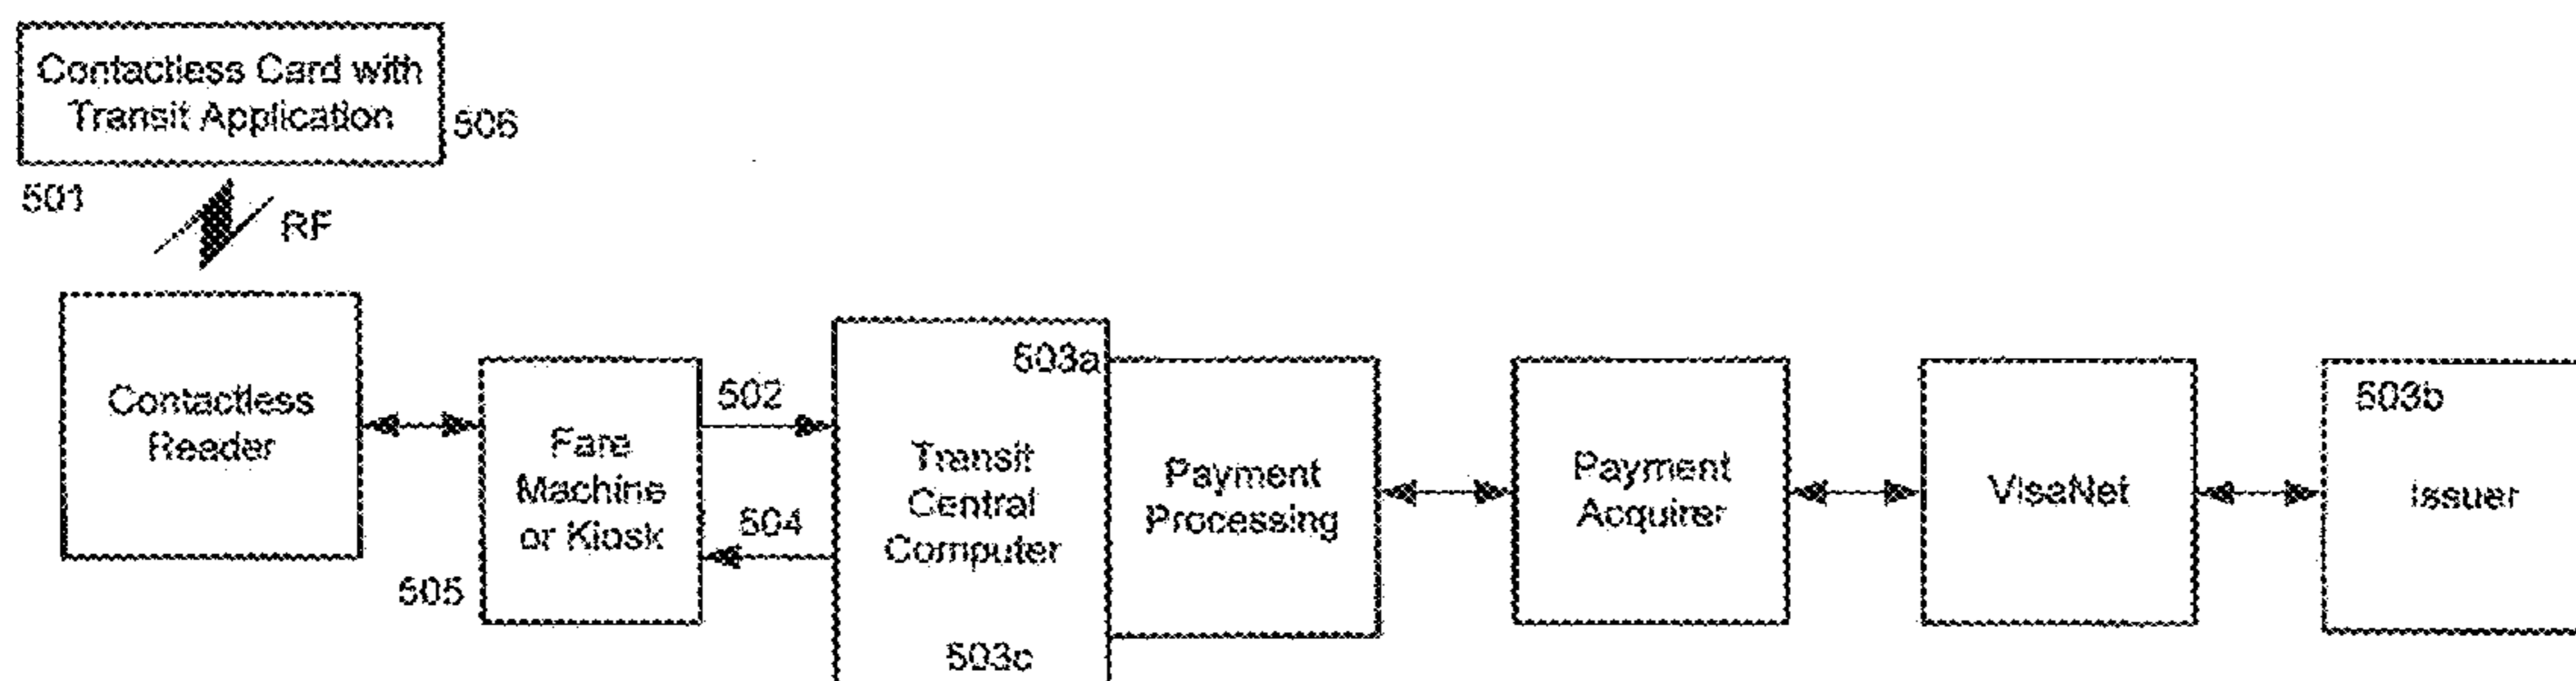 Contactless Card with
Transit Application
506
501
RF
Contactless
Reader
Fare
Machine
or Kiosk
505
502
504
503a
Transit
Central
Computer
503c
Payment
Processing
Payment
Acquirer
VisaNet
503b
Issuer